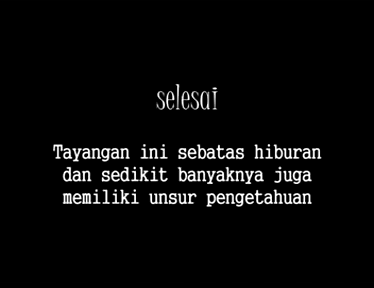 selesai
Tayangan ini sebatas hiburan
dan sedikit banyaknya juga
memiliki unsur pengetahuan